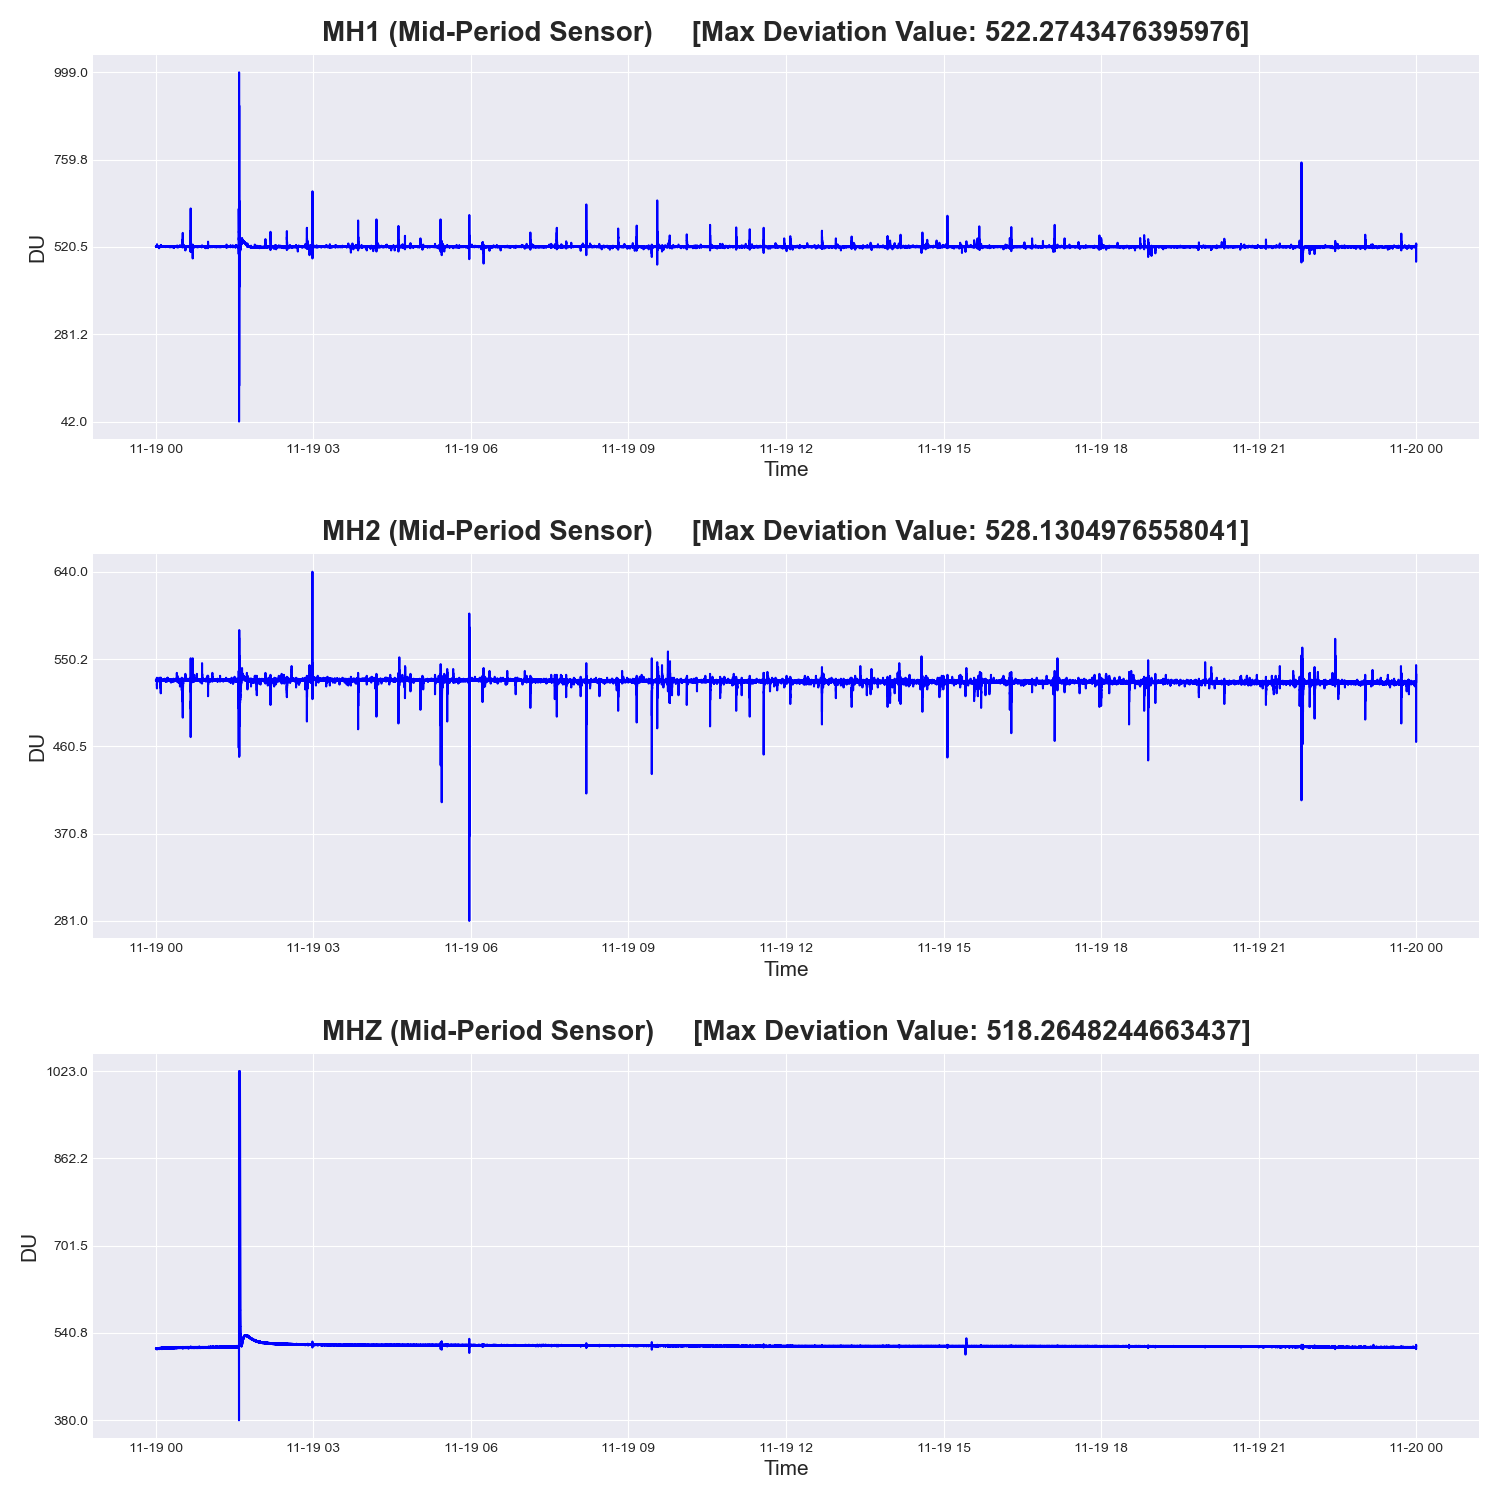 MH1 (Mid-Period Sensor) [Max Deviation Value: 522.2743476395976]
999.0
759.8
520.5
281.2
42.0
DU
11-19 00 11-19 03 11-19 06 11-19 09 11-19 12 11-19 15 11-19 18 11-19 21 11-20 00
Time
MH2 (Mid-Period Sensor) [Max Deviation Value: 528.1304976558041]
640.0
550.2
460.5
370.8
281.0
DU
11-19 00 11-19 03 11-19 06 11-19 09 11-19 12 11-19 15 11-19 18 11-19 21 11-20 00
Time
MHZ (Mid-Period Sensor) [Max Deviation Value: 518.2648244663437]
1023.0
862.2
701.5
540.8
380.0
DU
11-19 00 11-19 03 11-19 06 11-19 09 11-19 12 11-19 15 11-19 18 11-19 21 11-20 00
Time